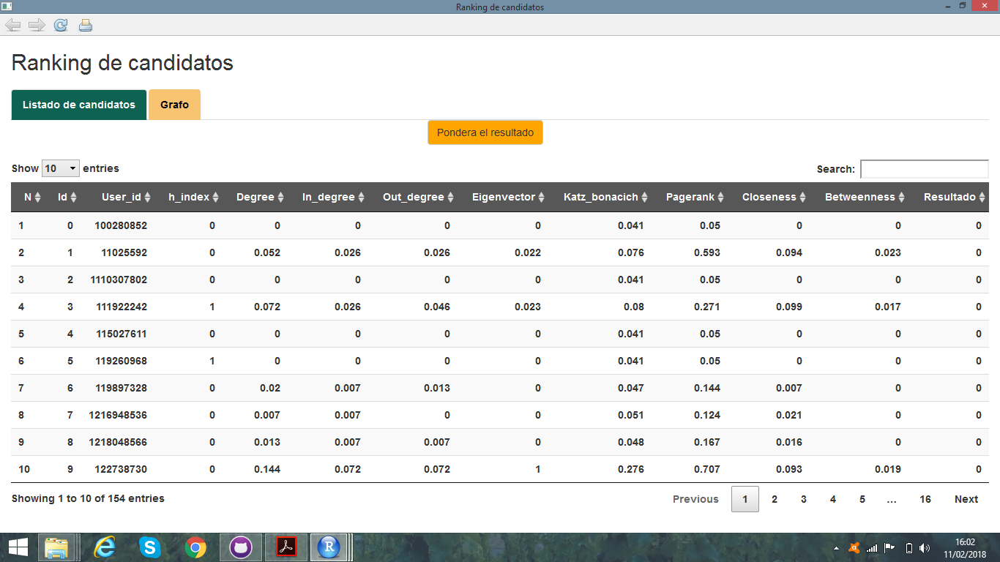 Ranking de candidatos
Ranking de candidatos
Listado de candidatos Grafo
Pondera el resultado
Show 10 entries Search:
N Id User_id h_index Degree In_degree Out_degree Eigenvector Katz_bonacich Pagerank Closeness Betweenness Resultado
1 0 100280852 0 0 0 0 0 0.041 0.05 0 0 0
2 1 11025592 0 0.052 0.026 0.026 0.022 0.076 0.593 0.094 0.023 0
3 2 1110307802 0 0 0 0 0 0.041 0.05 0 0 0
4 3 111922242 1 0.072 0.026 0.046 0.023 0.08 0.271 0.099 0.017 0
5 4 115027611 0 0 0 0 0 0.041 0.05 0 0 0
6 5 119260968 1 0 0 0 0 0.041 0.05 0 0 0
7 6 119897328 0 0.02 0.007 0.013 0 0.047 0.144 0.007 0 0
8 7 1216948536 0 0.007 0.007 0 0 0.051 0.124 0.021 0 0
9 8 1218048566 0 0.013 0.007 0.007 0 0.048 0.167 0.016 0 0
10 9 122738730 0 0.144 0.072 0.072 1 0.276 0.707 0.093 0.019 0
Showing 1 to 10 of 154 entries Previous 1 2 3 4 5 … 16 Next
16:02
11/02/2018